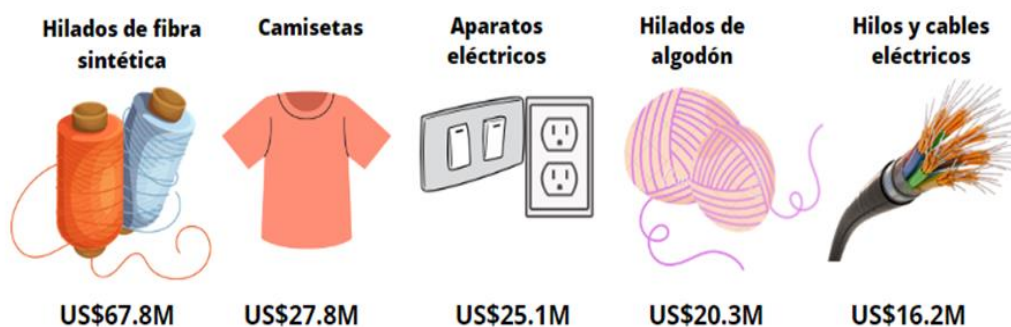 Hilados de fibra
sintética
Camisetas
Aparatos
eléctricos
Hilados de
algodón
Hilos y cables
eléctricos
US$67.8M
US$27.8M
US$25.1M
US$20.3M
US$16.2M